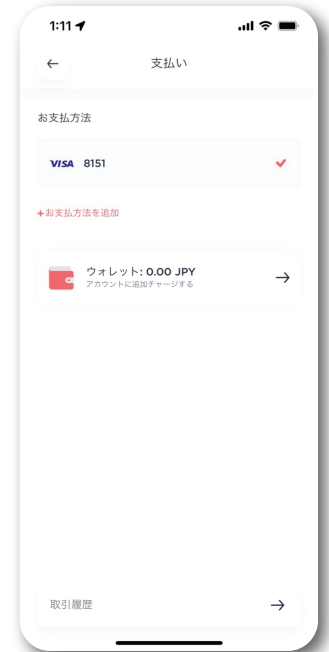 1:11
支払い
お支払方法
VISA 8151
+お支払方法を追加
ウォレット: 0.00 JPY
アカウントに追加チャージする
取引履歴